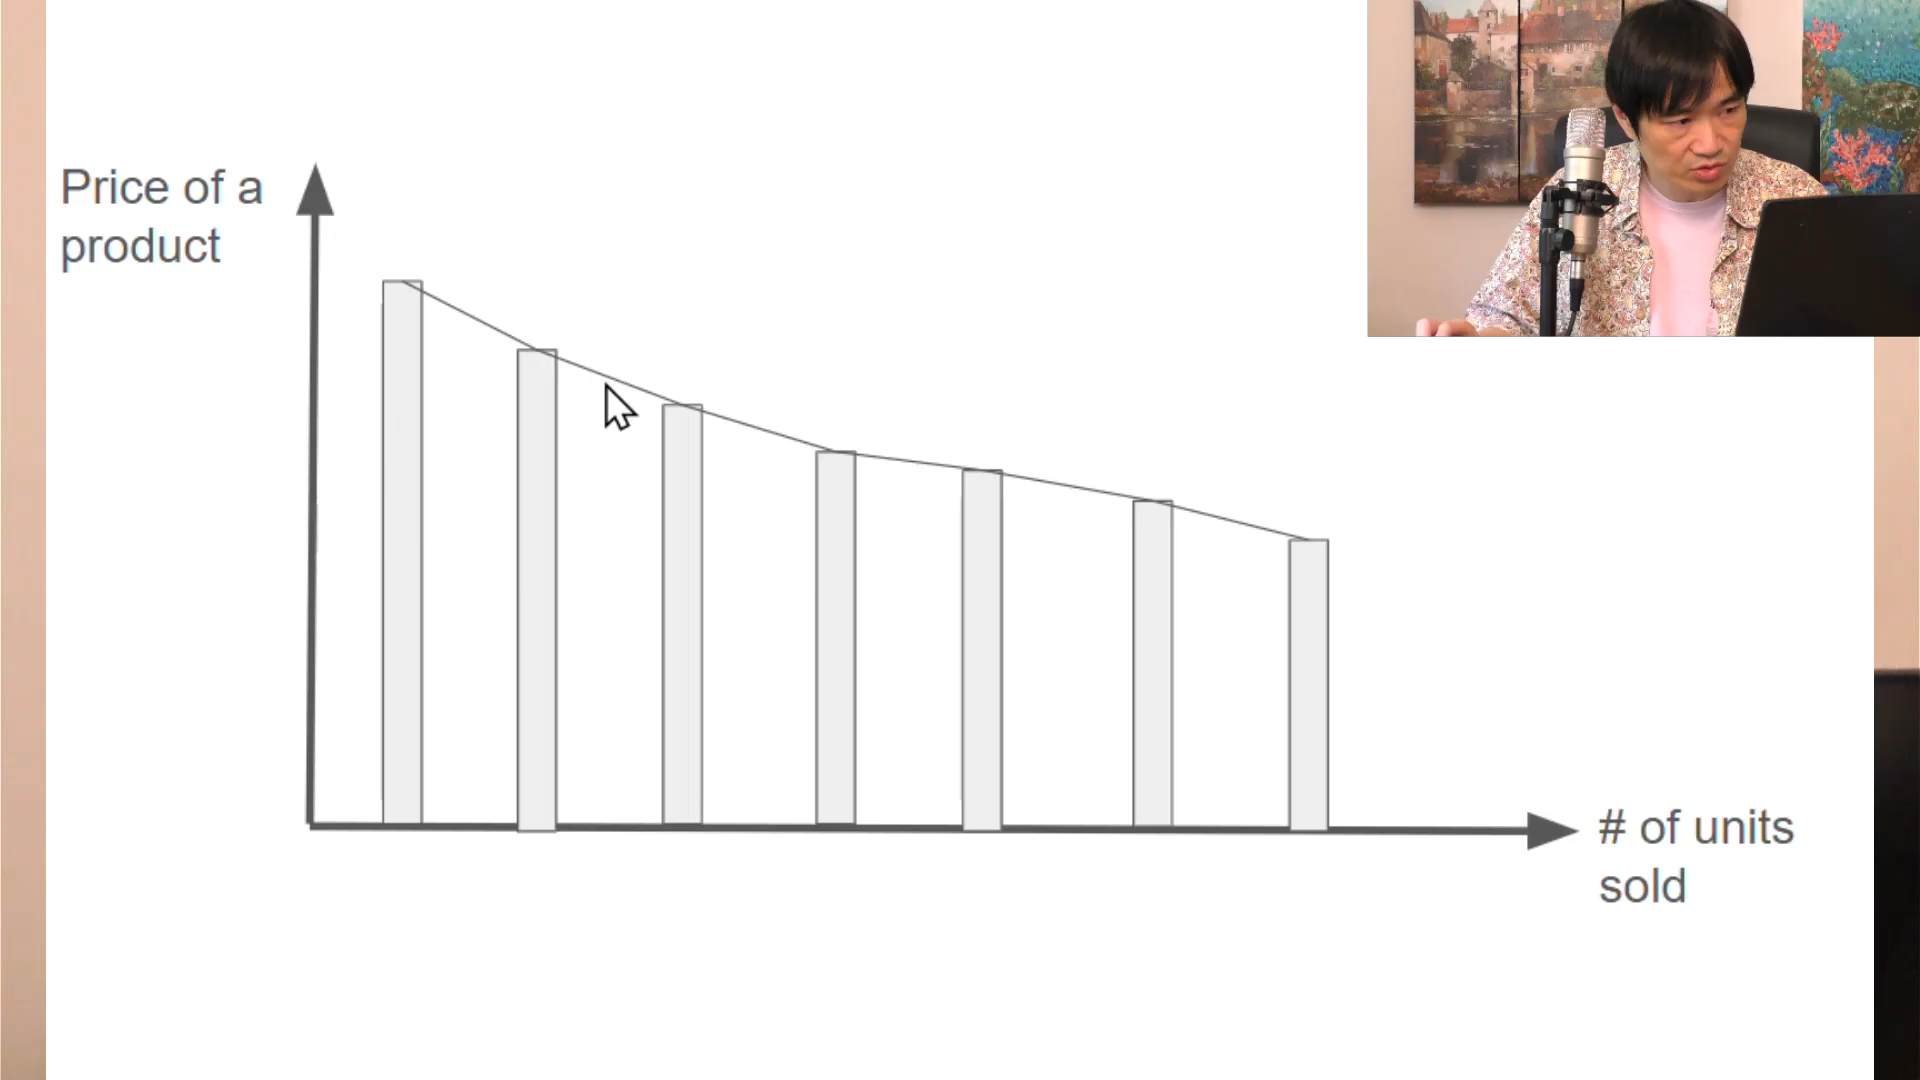 Price of a
product
# of units
sold